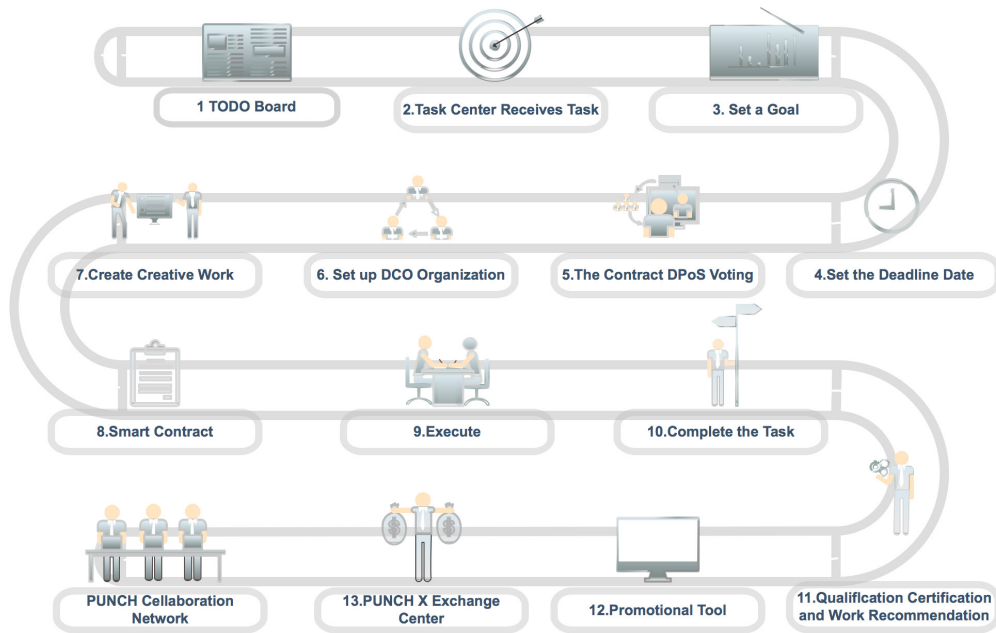 1 TODO Board
2.Task Center Receives Task
3. Set a Goal
7.Create Creative Work
6. Set up DCO Organization
5.The Contract DPoS Voting
4.Set the Deadline Date
8.Smart Contract
9.Execute
10.Complete the Task
PUNCH Cellaboration
Network
13.PUNCH X Exchange
Center
12.Promotional Tool
11.Qualification Certification
and Work Recommendation